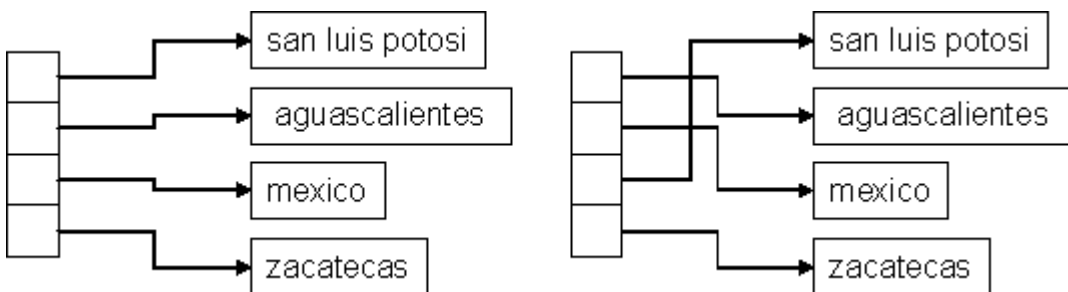 san luis potosi
aguascalientes
mexico
zacatecas
san luis potosi
aguascalientes
mexico
zacatecas